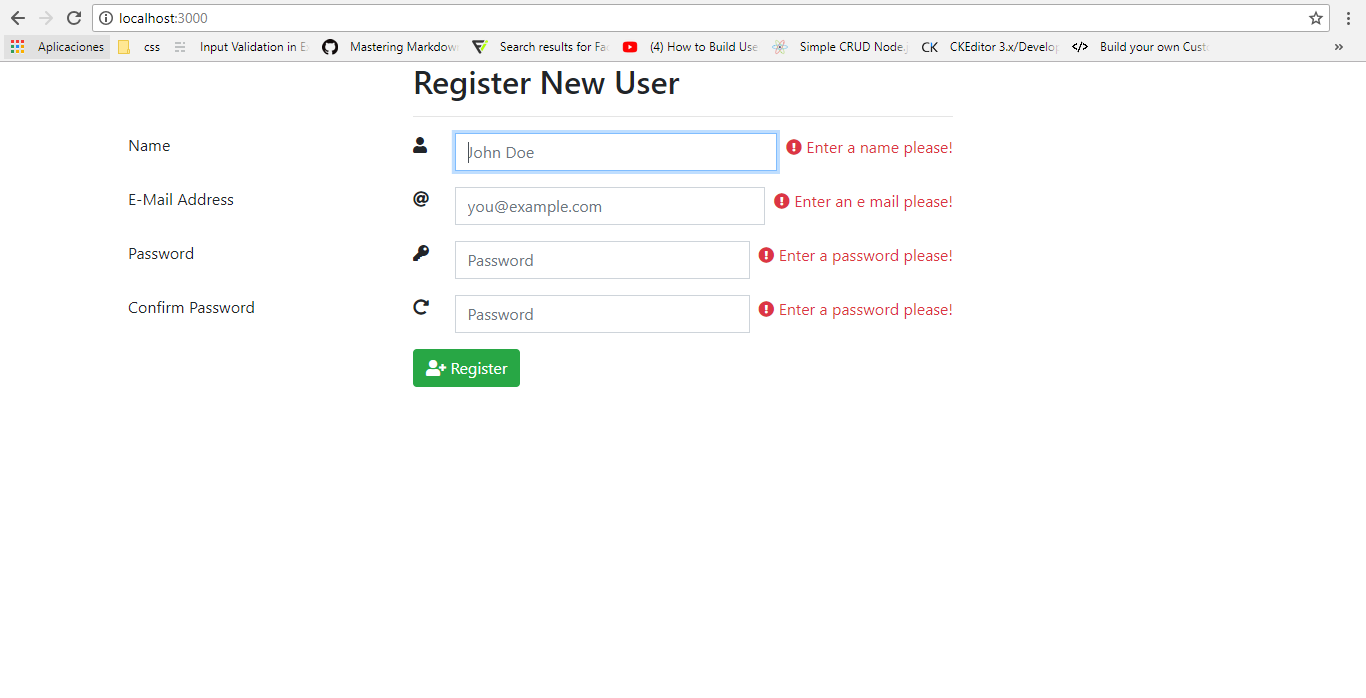 localhost:3000
Aplicaciones css Input Validation in E Mastering Markdow Search results for Fa (4) How to Build Use Simple CRUD Node.j CK CKEditor 3.x/Develop </> Build your own Cust »
Register New User
Name John Doe Enter a name please!
E-Mail Address @ you@example.com Enter an e mail please!
Password Password Enter a password please!
Confirm Password Password Enter a password please!
Register